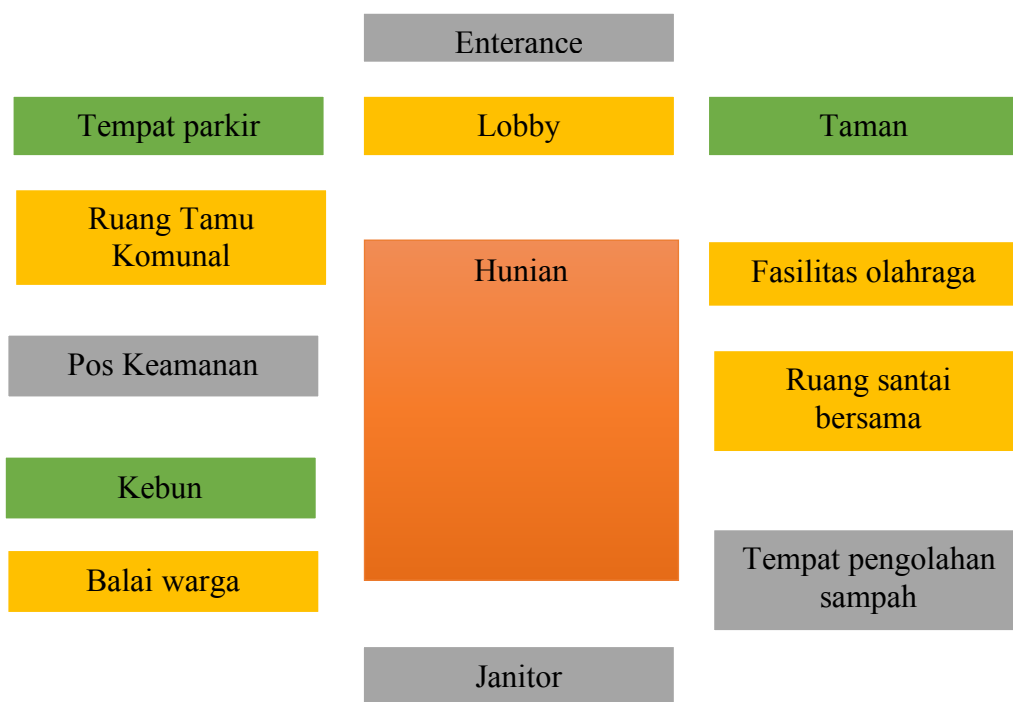 Enterance
Tempat parkir
Lobby
Taman
Ruang Tamu
Komunal
Hunian
Fasilitas olahraga
Pos Keamanan
Ruang santai
bersama
Kebun
Balai warga
Tempat pengolahan
sampah
Janitor